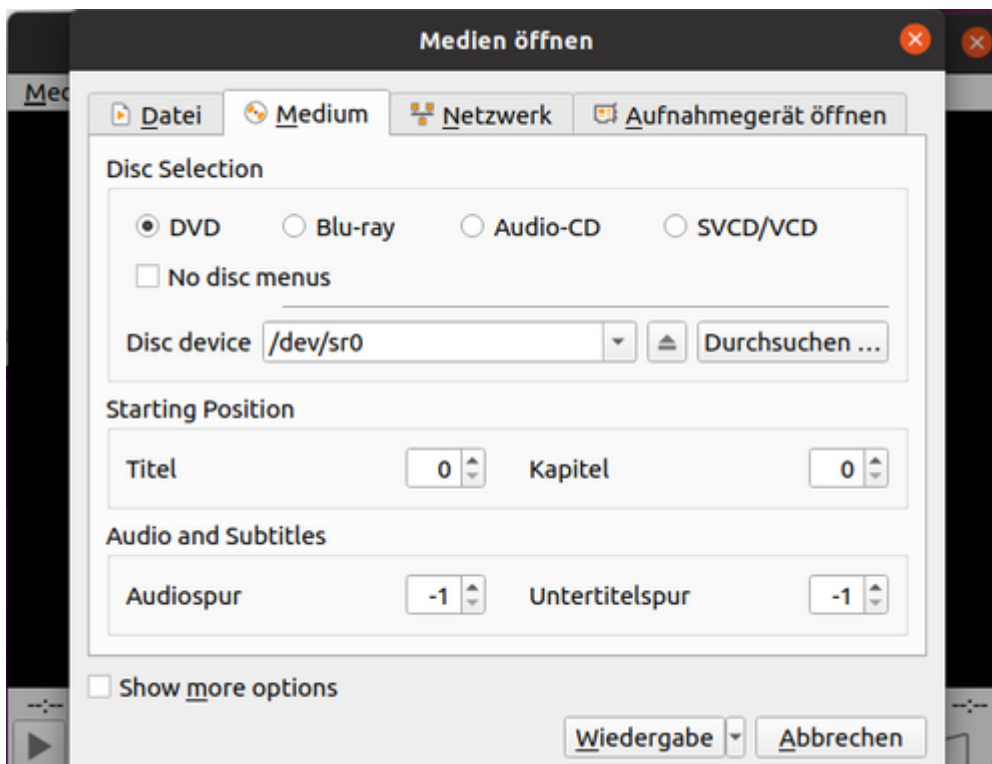 Medien öffnen
Med
Datei Medium Netzwerk Aufnahmegerät öffnen
Disc Selection
DVD Blu-ray Audio-CD SVCD/VCD
No disc menus
Disc device /dev/sr0 Durchsuchen ...
Starting Position
Titel 0 Kapitel 0
Audio and Subtitles
Audiospur -1 Untertitelspur -1
Show more options
--:-- --:--
Wiedergabe Abbrechen